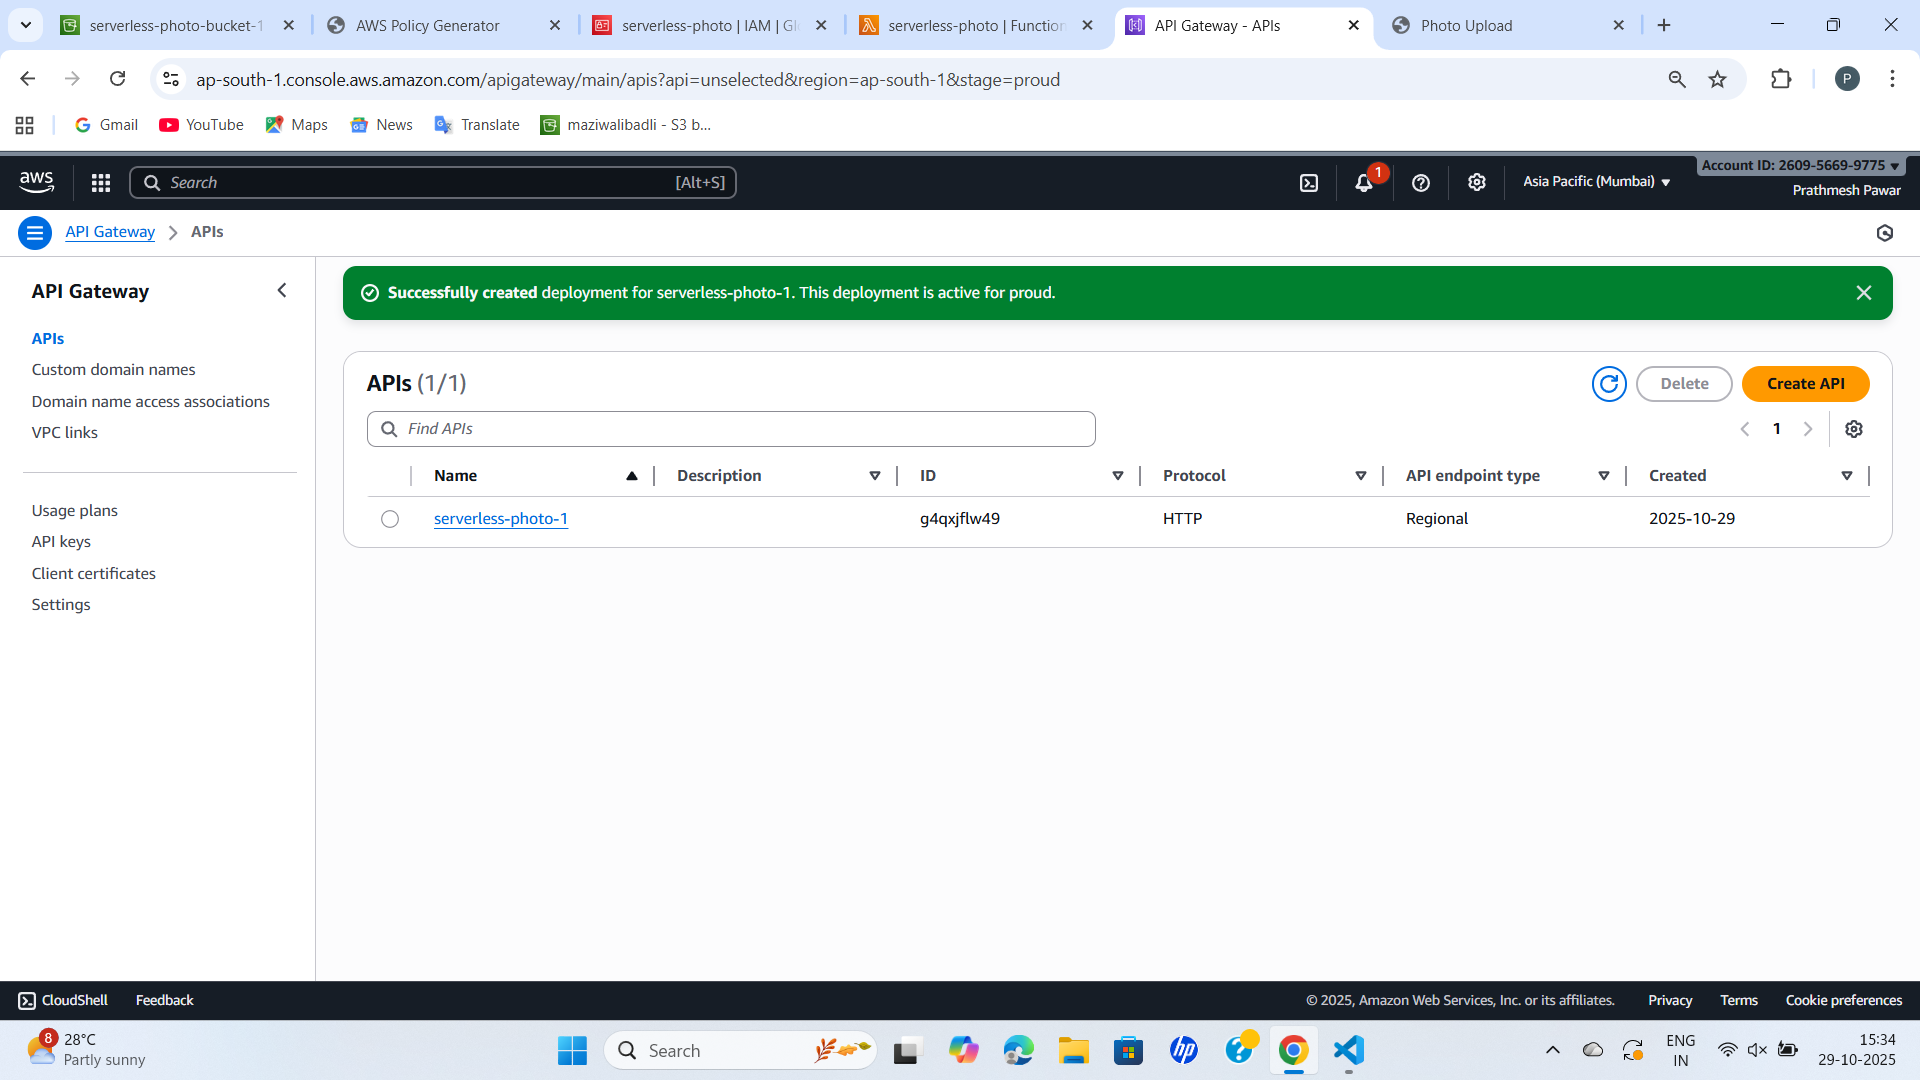 serverless-photo-bucket-1
AWS Policy Generator
serverless-photo | IAM | Gl
serverless-photo | Function
API Gateway - APIs
Photo Upload
ap-south-1.console.aws.amazon.com/apigateway/main/apis?api=unselected&region=ap-south-1&stage=proud
P
Gmail
YouTube
Maps
News
Translate
maziwalibadli - S3 b...
aws
Search
[Alt+S]
1
Asia Pacific (Mumbai)
Account ID: 2609-5669-9775
Prathmesh Pawar
API Gateway > APIs
API Gateway
APIs
Custom domain names
Domain name access associations
VPC links
Usage plans
API keys
Client certificates
Settings
Successfully created deployment for serverless-photo-1. This deployment is active for proud.
APIs (1/1)
Delete
Create API
Find APIs
1
Name Description ID Protocol API endpoint type Created
serverless-photo-1 g4qxjflw49 HTTP Regional 2025-10-29
CloudShell
Feedback
© 2025, Amazon Web Services, Inc. or its affiliates.
Privacy
Terms
Cookie preferences
8
28°C
Partly sunny
Search
hp
ENG
IN
15:34
29-10-2025